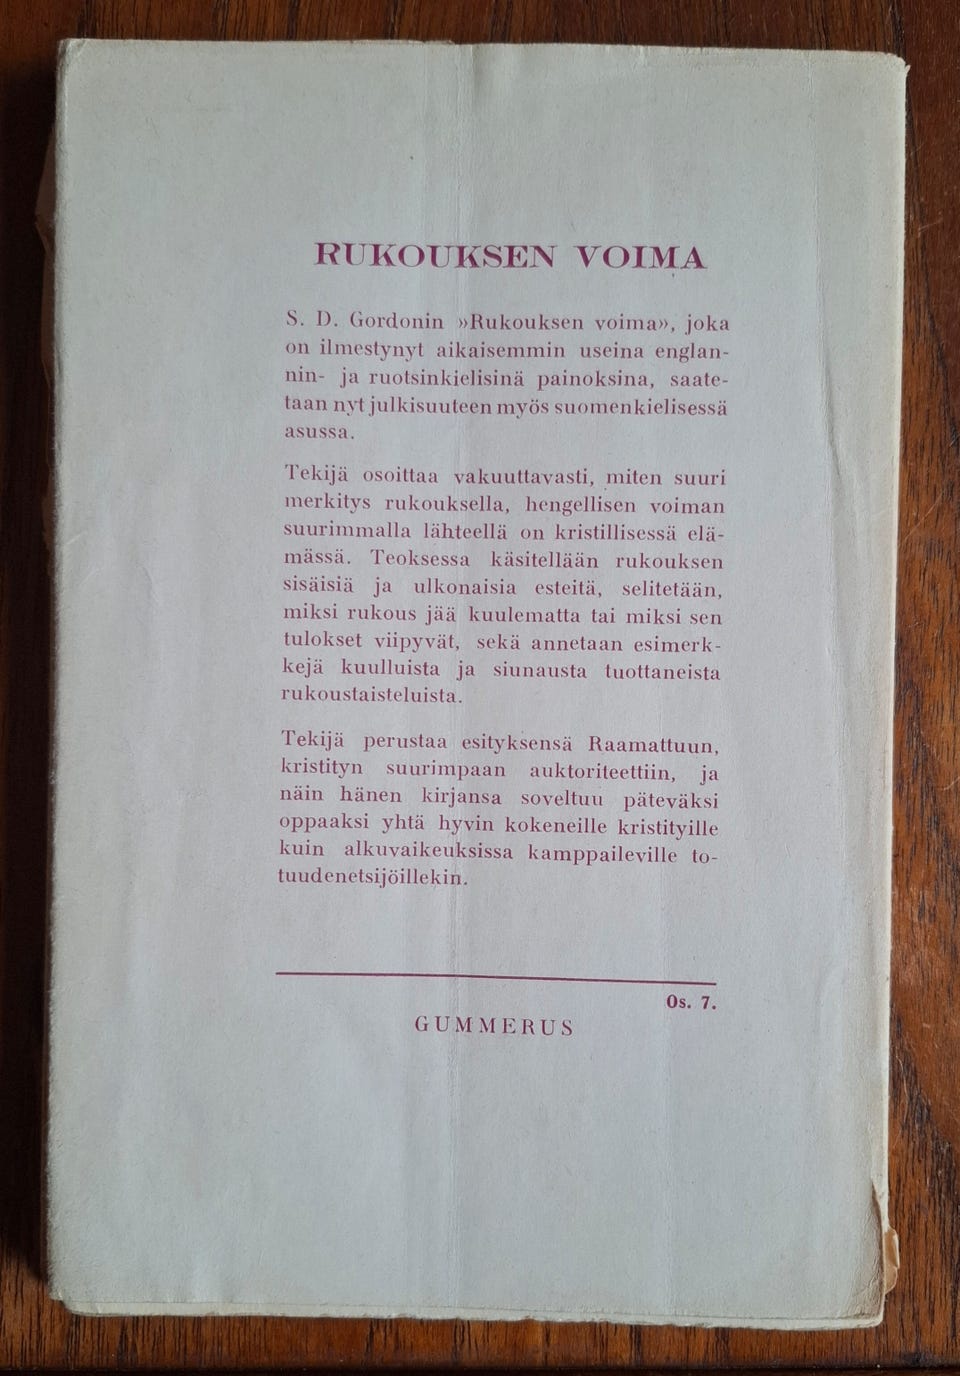 RUKOUKSEN VOIMA
S. D. Gordonin »Rukouksen voima», joka
on ilmestynyt aikaisemmin useina englan-
nin- ja ruotsinkielisinä painoksina, saate-
taan nyt julkisuuteen myös suomenkielisessä
asussa.
Tekijä osoittaa vakuuttavasti, miten suuri
merkitys rukouksella, hengellisen voiman
suurimmalla lähteellä on kristillisessä elä-
mässä. Teoksessa käsitellään rukouksen
sisäisiä ja ulkonaisia esteitä, selitetään,
miksi rukous jää kuulematta tai miksi sen
tulokset viipyvät, sekä annetaan esimerk-
kejä kuulluista ja siunausta tuottaneista
rukoustaisteluista.
Tekijä perustaa esityksensä Raamattuun,
kristityn suurimpaan auktoriteettiin, ja
näin hänen kirjansa soveltuu päteväksi
oppaaksi yhtä hyvin kokeneille kristityille
kuin alkuvaikeuksissa kamppaileville to-
tuudenetsijöillekin.
Os. 7.
GUMMERUS